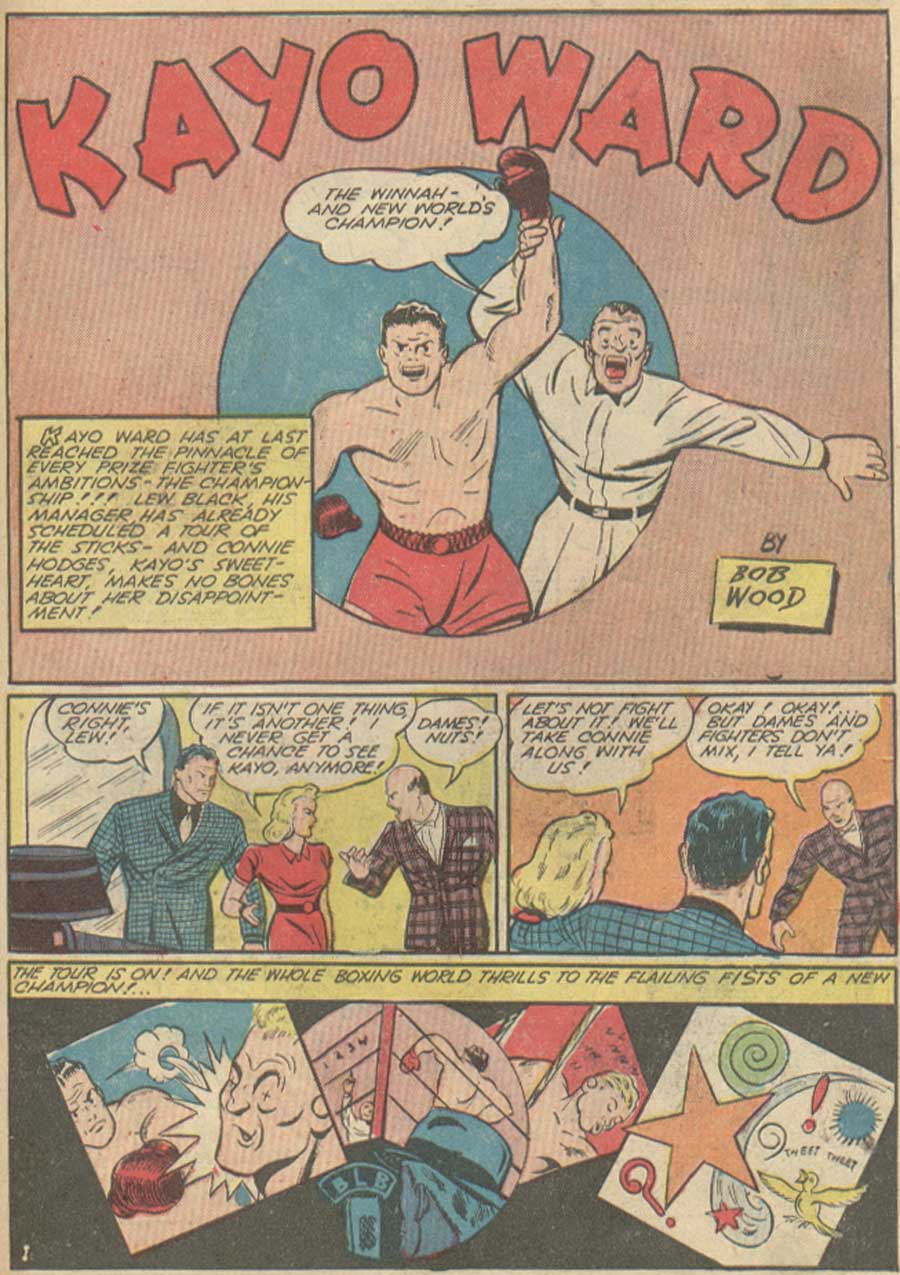 KAYO WARD
THE WINNAH-
AND NEW WORLD'S
CHAMPION!
KAYO WARD HAS AT LAST
REACHED THE PINNACLE OF
EVERY PRIZE FIGHTER'S
AMBITIONS-THE CHAMPION-
SHIP!!! LEW BLACK, HIS
MANAGER HAS ALREADY
SCHEDULED A TOUR OF
THE STICKS- AND CONNIE
HODGES, KAYO'S SWEET-
HEART, MAKES NO BONES
ABOUT HER DISAPPOINT-
MENT!
BY
BOB
WOOD
CONNIE'S
RIGHT,
LEW!
IF IT ISN'T ONE THING,
IT'S ANOTHER! I
NEVER GET A
CHANCE TO SEE
KAYO, ANYMORE!
DAMES!
NUTS!
LET'S NOT FIGHT
ABOUT IT! WE'LL
TAKE CONNIE
ALONG WITH
US!
OKAY! OKAY!...
BUT DAMES AND
FIGHTERS DON'T
MIX, I TELL YA!
THE TOUR IS ON! AND THE WHOLE BOXING WORLD THRILLS TO THE FLAILING FISTS OF A NEW
CHAMPION!...
1 2 3 4
BLB
!
TWEET TWEET
1